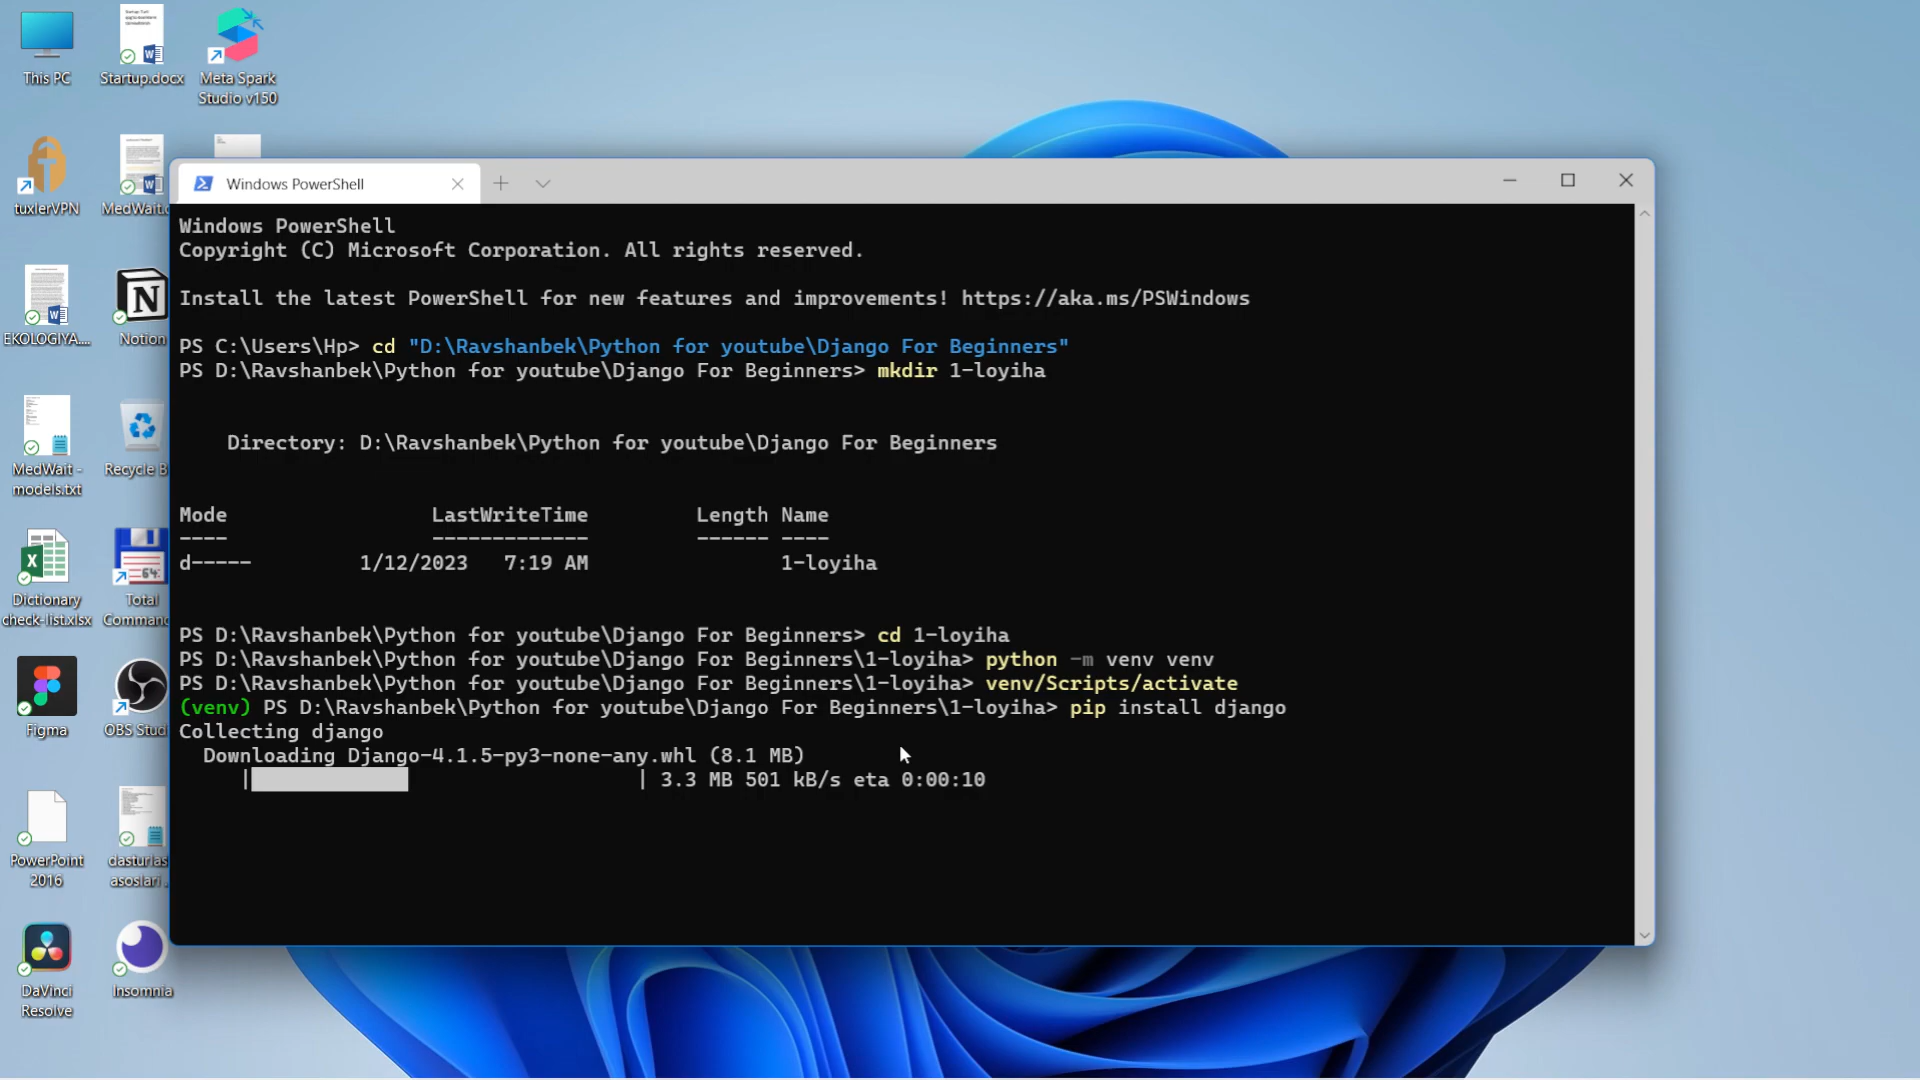 This PC
Startup.docx
Meta Spark
Studio v150
tuxlerVPN
MedWait.
EKOLOGIYA....
Notion
MedWait -
models.txt
Recycle B
Dictionary
check-list.xlsx
Total
Comman
Figma
OBS Stud
PowerPoint
2016
dasturlas
asoslari .
DaVinci
Resolve
Insomnia
64
Windows PowerShell
Windows PowerShell
Copyright (C) Microsoft Corporation. All rights reserved.
Install the latest PowerShell for new features and improvements! https://aka.ms/PSWindows
PS C:\Users\Hp> cd "D:\Ravshanbek\Python for youtube\Django For Beginners"
PS D:\Ravshanbek\Python for youtube\Django For Beginners> mkdir 1-loyiha
Directory: D:\Ravshanbek\Python for youtube\Django For Beginners
Mode LastWriteTime Length Name
---- ------------- ------ ----
d----- 1/12/2023 7:19 AM 1-loyiha
PS D:\Ravshanbek\Python for youtube\Django For Beginners> cd 1-loyiha
PS D:\Ravshanbek\Python for youtube\Django For Beginners\1-loyiha> python -m venv venv
PS D:\Ravshanbek\Python for youtube\Django For Beginners\1-loyiha> venv/Scripts/activate
(venv) PS D:\Ravshanbek\Python for youtube\Django For Beginners\1-loyiha> pip install django
Collecting django
Downloading Django-4.1.5-py3-none-any.whl (8.1 MB)
| | 3.3 MB 501 kB/s eta 0:00:10